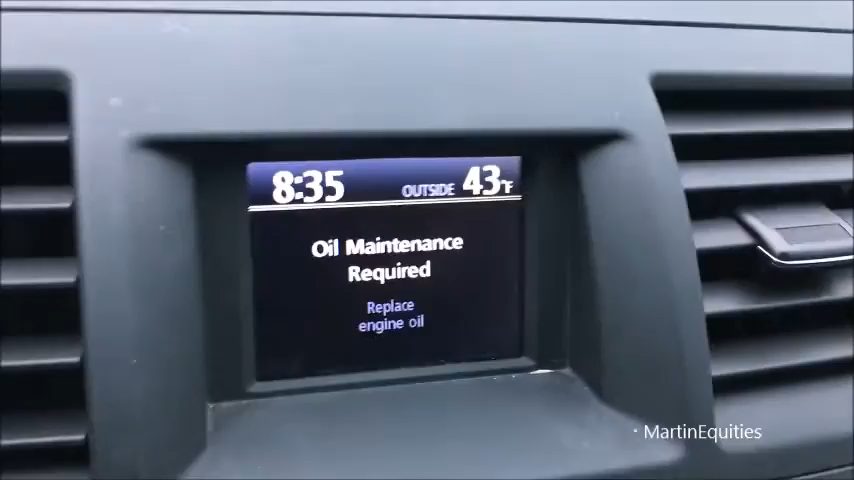 8:35 OUTSIDE 43°F
Oil Maintenance
Required
Replace
engine oil
· MartinEquities